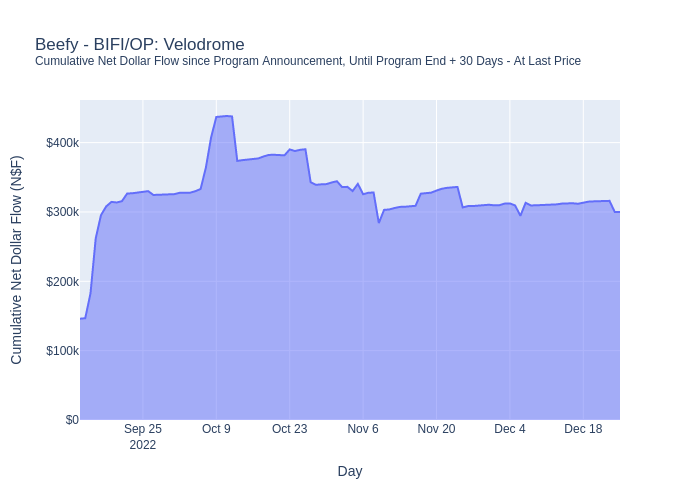 Beefy - BIFI/OP: Velodrome
Cumulative Net Dollar Flow since Program Announcement, Until Program End + 30 Days - At Last Price
Cumulative Net Dollar Flow (N$F)
$400k
$300k
$200k
$100k
$0
Sep 25
2022
Oct 9
Oct 23
Nov 6
Nov 20
Dec 4
Dec 18
Day